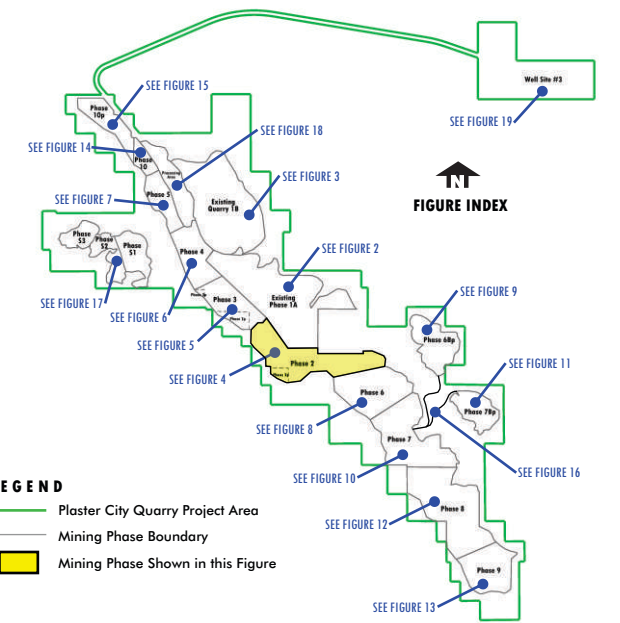 Well Site #3
SEE FIGURE 19
SEE FIGURE 15
Phase
10p
SEE FIGURE 18
SEE FIGURE 14
Phase
10
Processing
Area
SEE FIGURE 3
N
FIGURE INDEX
SEE FIGURE 7
Phase 5
Existing
Quarry 1B
Phase
S3
Phase
S2
Phase
S1
Phase 4
SEE FIGURE 2
SEE FIGURE 17
SEE FIGURE 6
Phase 3
Existing
Phase 1A
SEE FIGURE 9
SEE FIGURE 5
Phase 6Bp
SEE FIGURE 4
Phase 2
Phase 2p
SEE FIGURE 11
Phase 6
Phase 7Bp
SEE FIGURE 8
Phase 7
SEE FIGURE 16
SEE FIGURE 10
EGEND
Plaster City Quarry Project Area
Mining Phase Boundary
Mining Phase Shown in this Figure
Phase 8
SEE FIGURE 12
Phase 9
SEE FIGURE 13